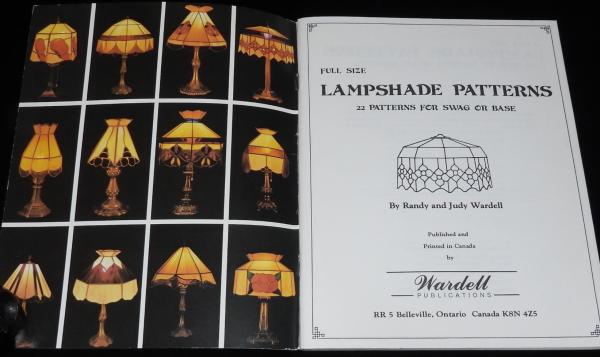 FULL SIZE
LAMPSHADE PATTERNS
22 PATTERNS FOR SWAG OR BASE
By Randy and Judy Wardell
Published and
Printed in Canada
by
Wardell
PUBLICATIONS
RR 5 Belleville, Ontario Canada K8N 4Z5